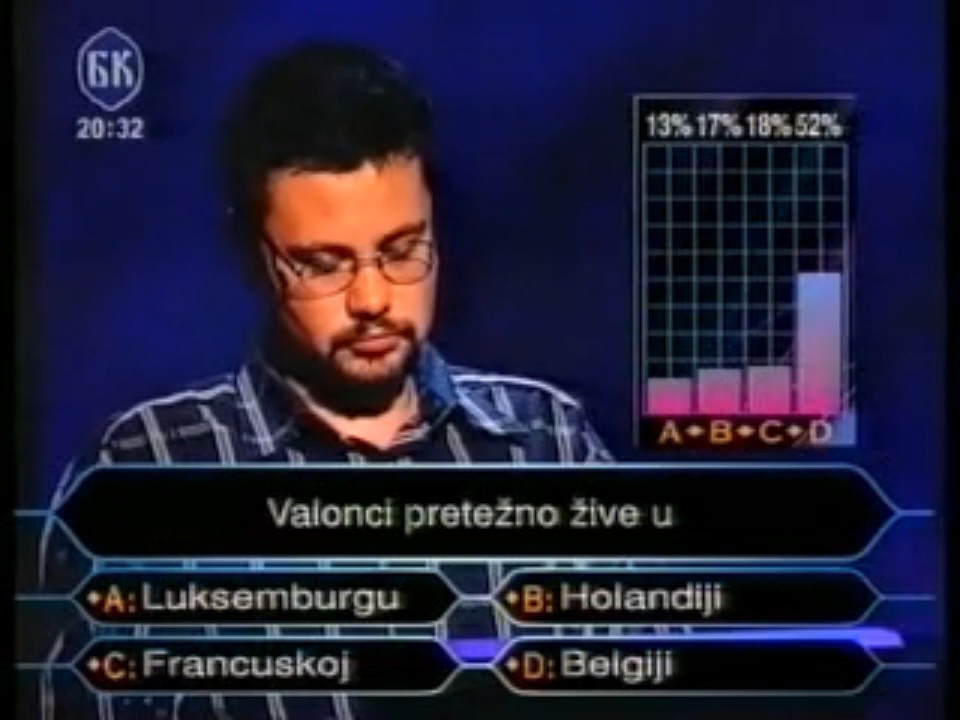 БК
20:32
13% 17% 18% 52%
A B C D
Valonci pretežno žive u
A: Luksemburgu
B: Holandiji
C: Francuskoj
D: Belgiji